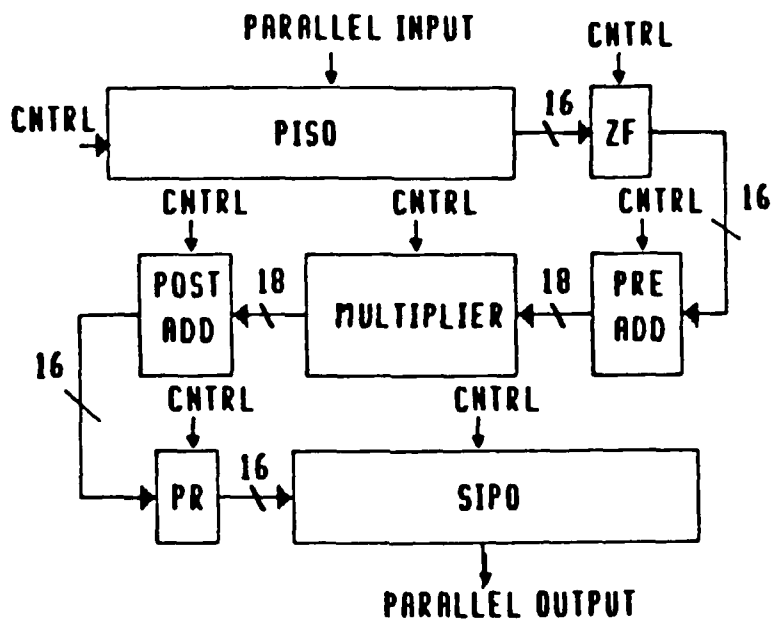 PARALLEL INPUT
CNTRL
CNTRL
PISO
16
ZF
16
CNTRL
CNTRL
CNTRL
POST
ADD
18
MULTIPLIER
18
PRE
ADD
16
CNTRL
CNTRL
PR
16
SIPO
PARALLEL OUTPUT